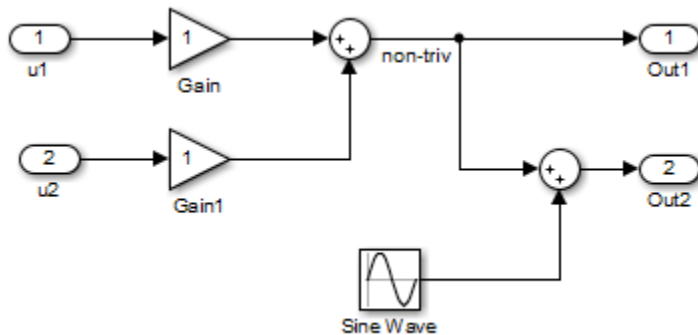 1
u1
1
Gain
++
non-triv
1
Out1
2
u2
1
Gain1
++
2
Out2
Sine Wave